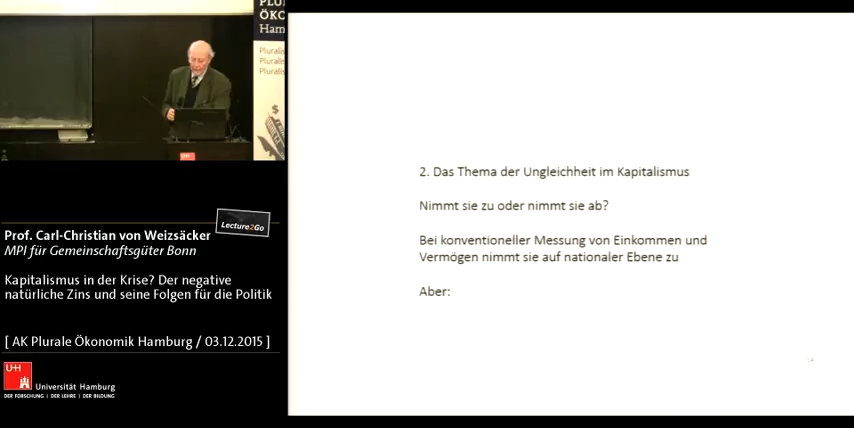 PLU
ÖKO
Ham
Pluralis
Pluralis
Pluralis
$
Lecture2Go
Prof. Carl-Christian von Weizsäcker
MPI für Gemeinschaftsgüter Bonn
Kapitalismus in der Krise? Der negative
natürliche Zins und seine Folgen für die Politik
[ AK Plurale Ökonomik Hamburg / 03.12.2015 ]
UH
Universität Hamburg
DER FORSCHUNG | DER LEHRE | DER BILDUNG
2. Das Thema der Ungleichheit im Kapitalismus
Nimmt sie zu oder nimmt sie ab?
Bei konventioneller Messung von Einkommen und
Vermögen nimmt sie auf nationaler Ebene zu
Aber: